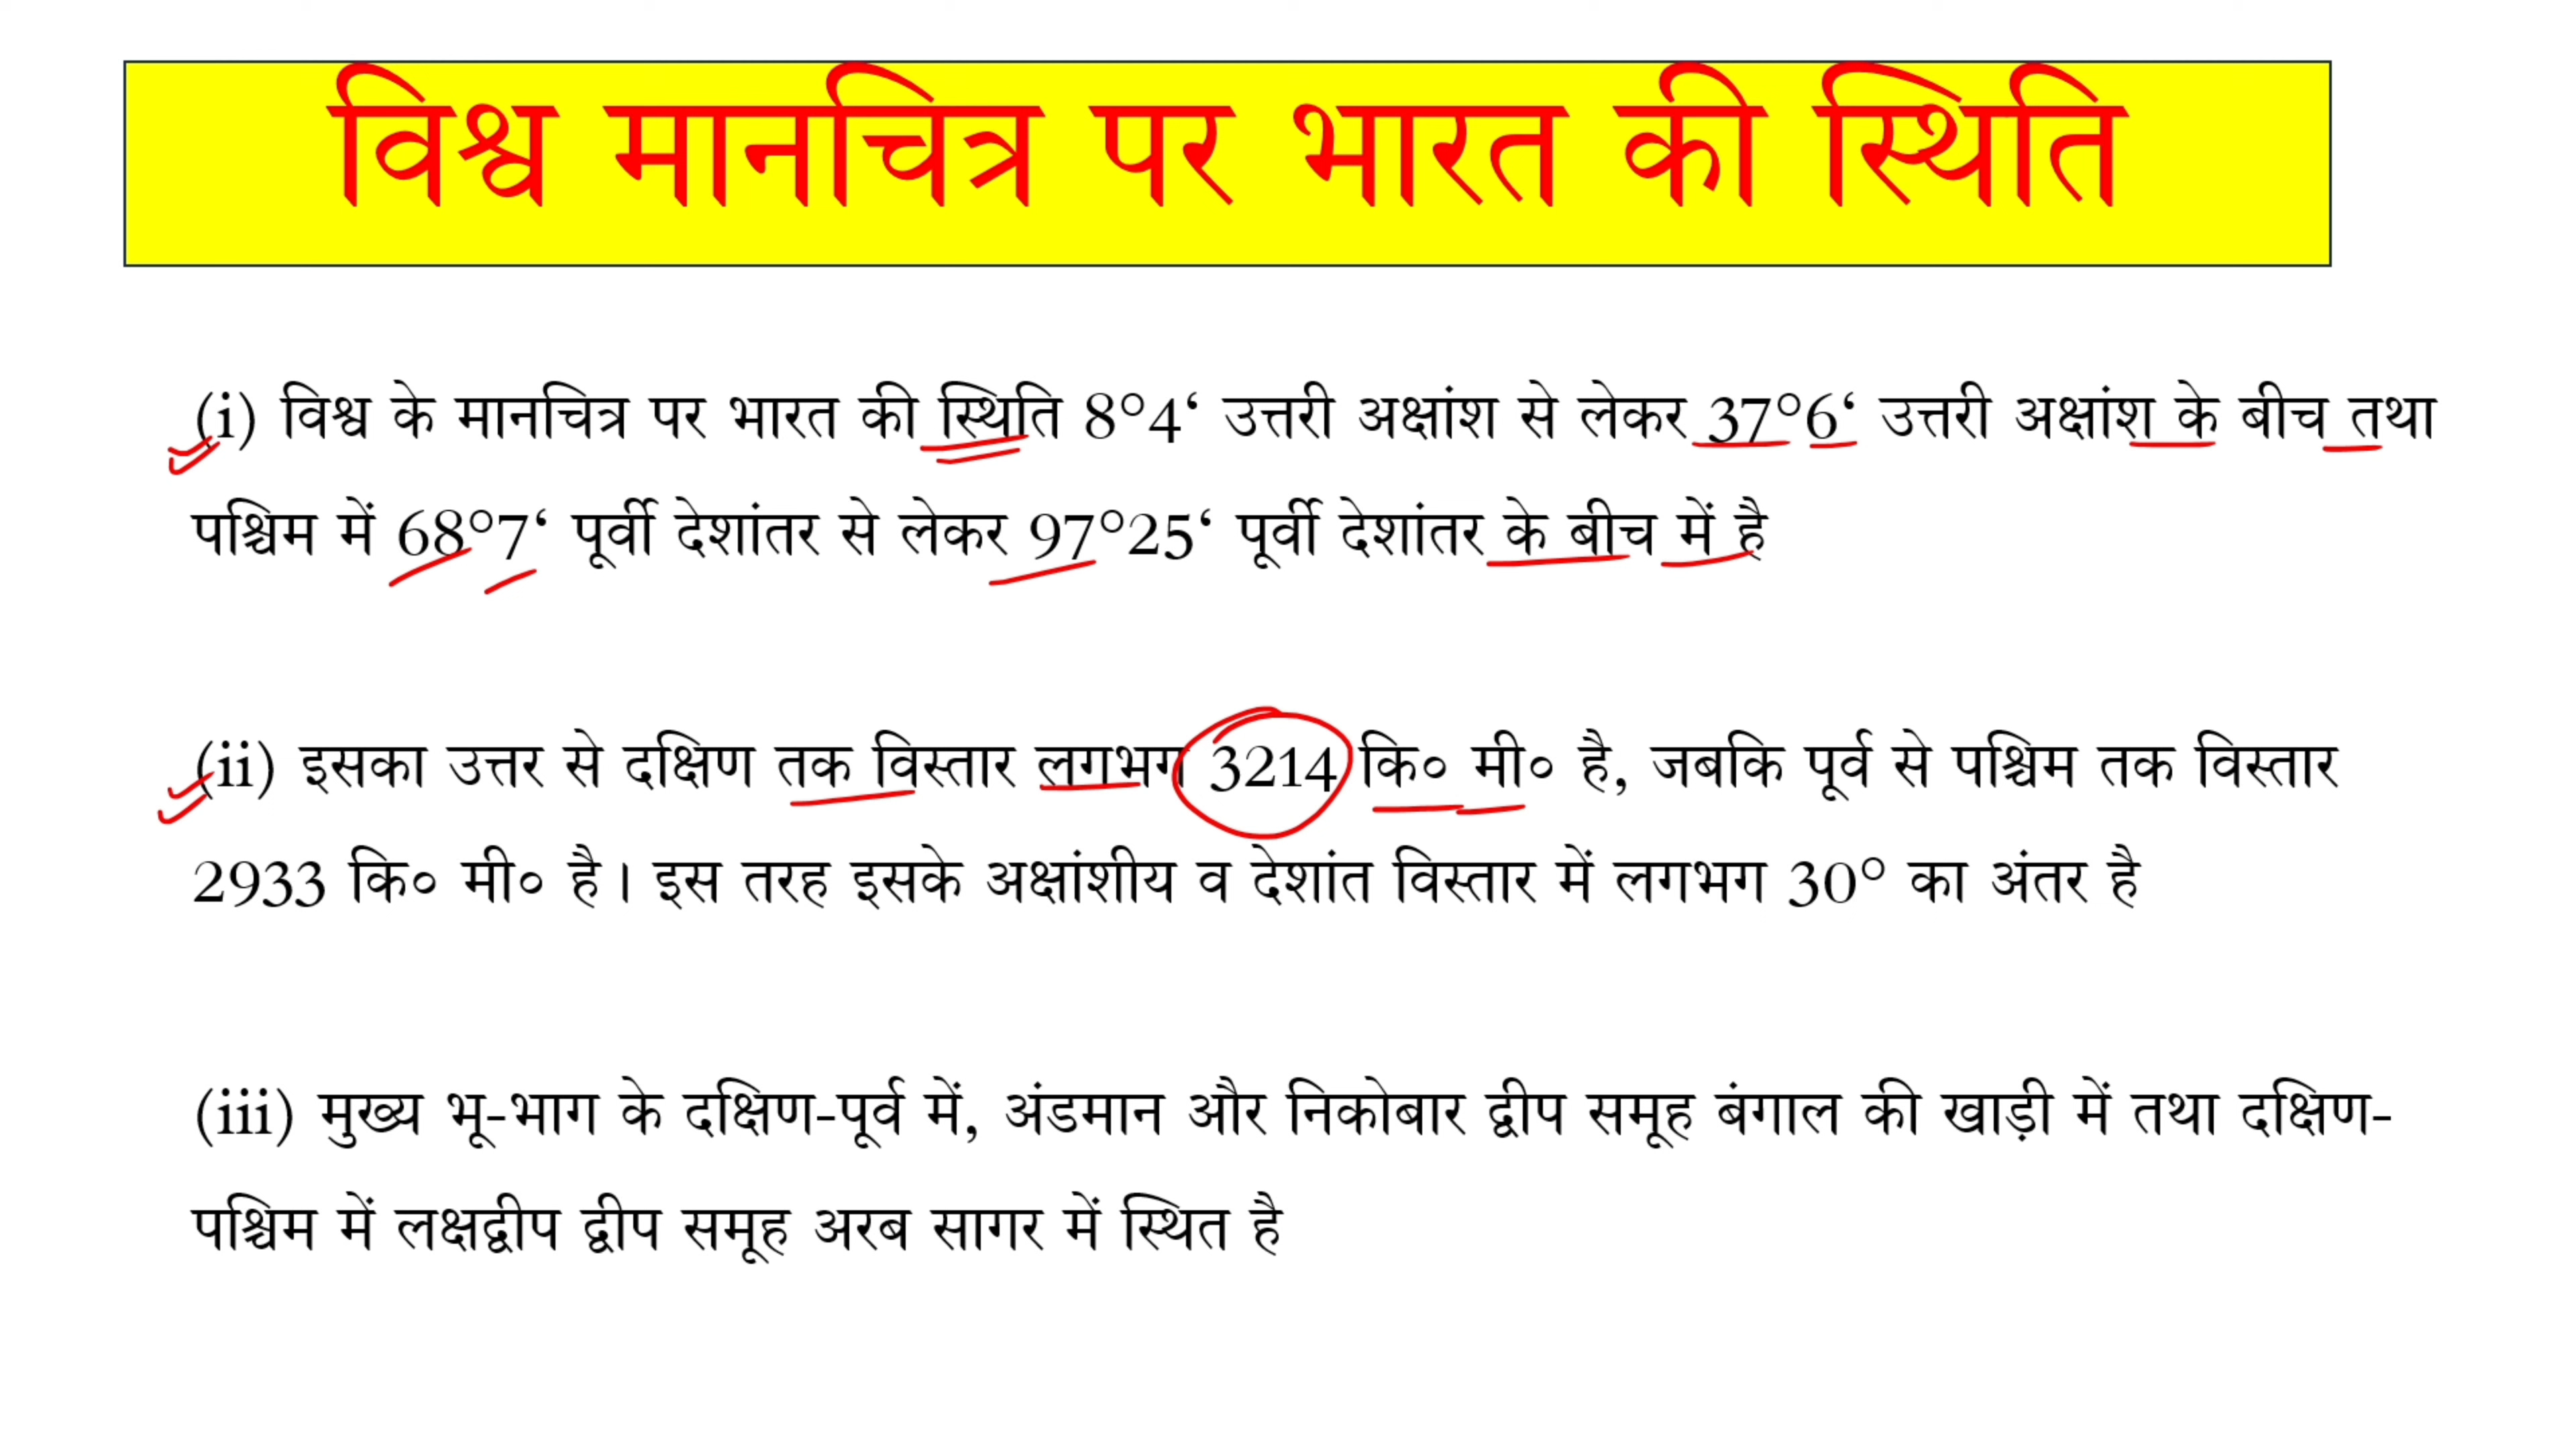 विश्व मानचित्र पर भारत की स्थिति
(i) विश्व के मानचित्र पर भारत की स्थिति 8°4‘ उत्तरी अक्षांश से लेकर 37°6‘ उत्तरी अक्षांश के बीच तथा
पश्चिम में 68°7‘ पूर्वी देशांतर से लेकर 97°25‘ पूर्वी देशांतर के बीच में है
(ii) इसका उत्तर से दक्षिण तक विस्तार लगभग 3214 कि० मी० है, जबकि पूर्व से पश्चिम तक विस्तार
2933 कि० मी० है। इस तरह इसके अक्षांशीय व देशांत विस्तार में लगभग 30° का अंतर है
(iii) मुख्य भू-भाग के दक्षिण-पूर्व में, अंडमान और निकोबार द्वीप समूह बंगाल की खाड़ी में तथा दक्षिण-
पश्चिम में लक्षद्वीप द्वीप समूह अरब सागर में स्थित है